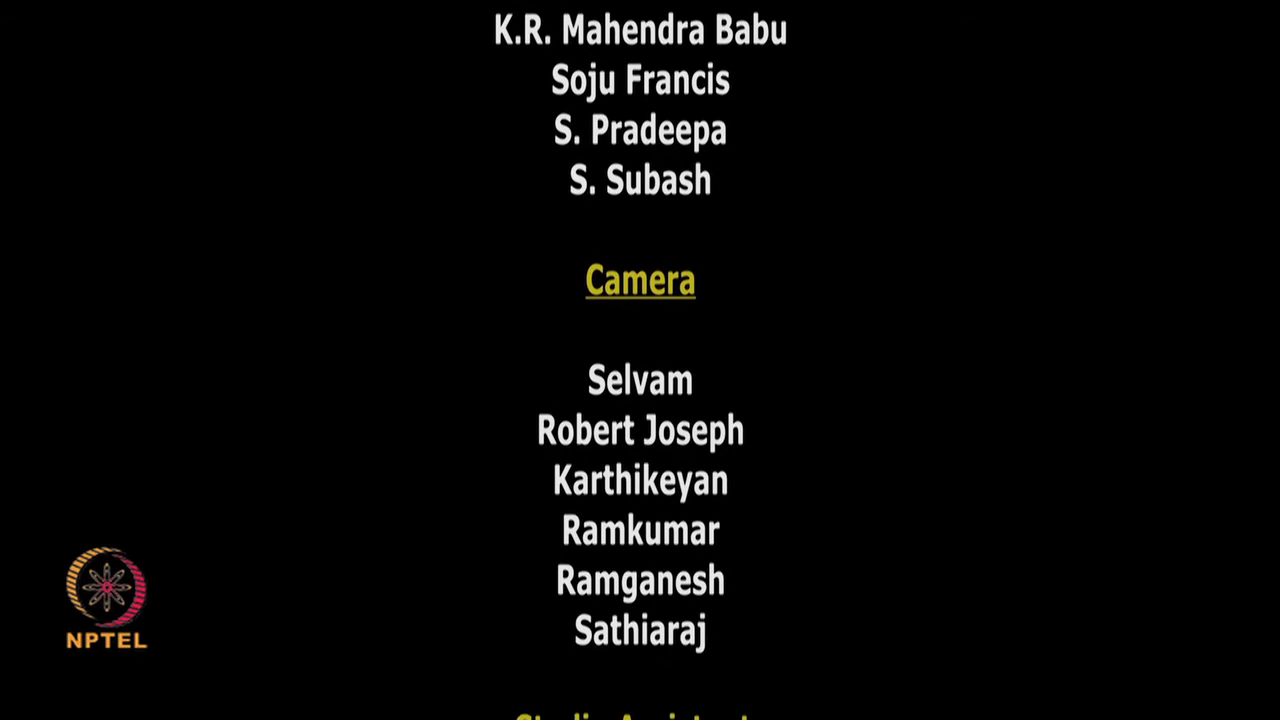 K.R. Mahendra Babu
Soju Francis
S. Pradeepa
S. Subash
Camera
Selvam
Robert Joseph
Karthikeyan
Ramkumar
Ramganesh
Sathiaraj
NPTEL